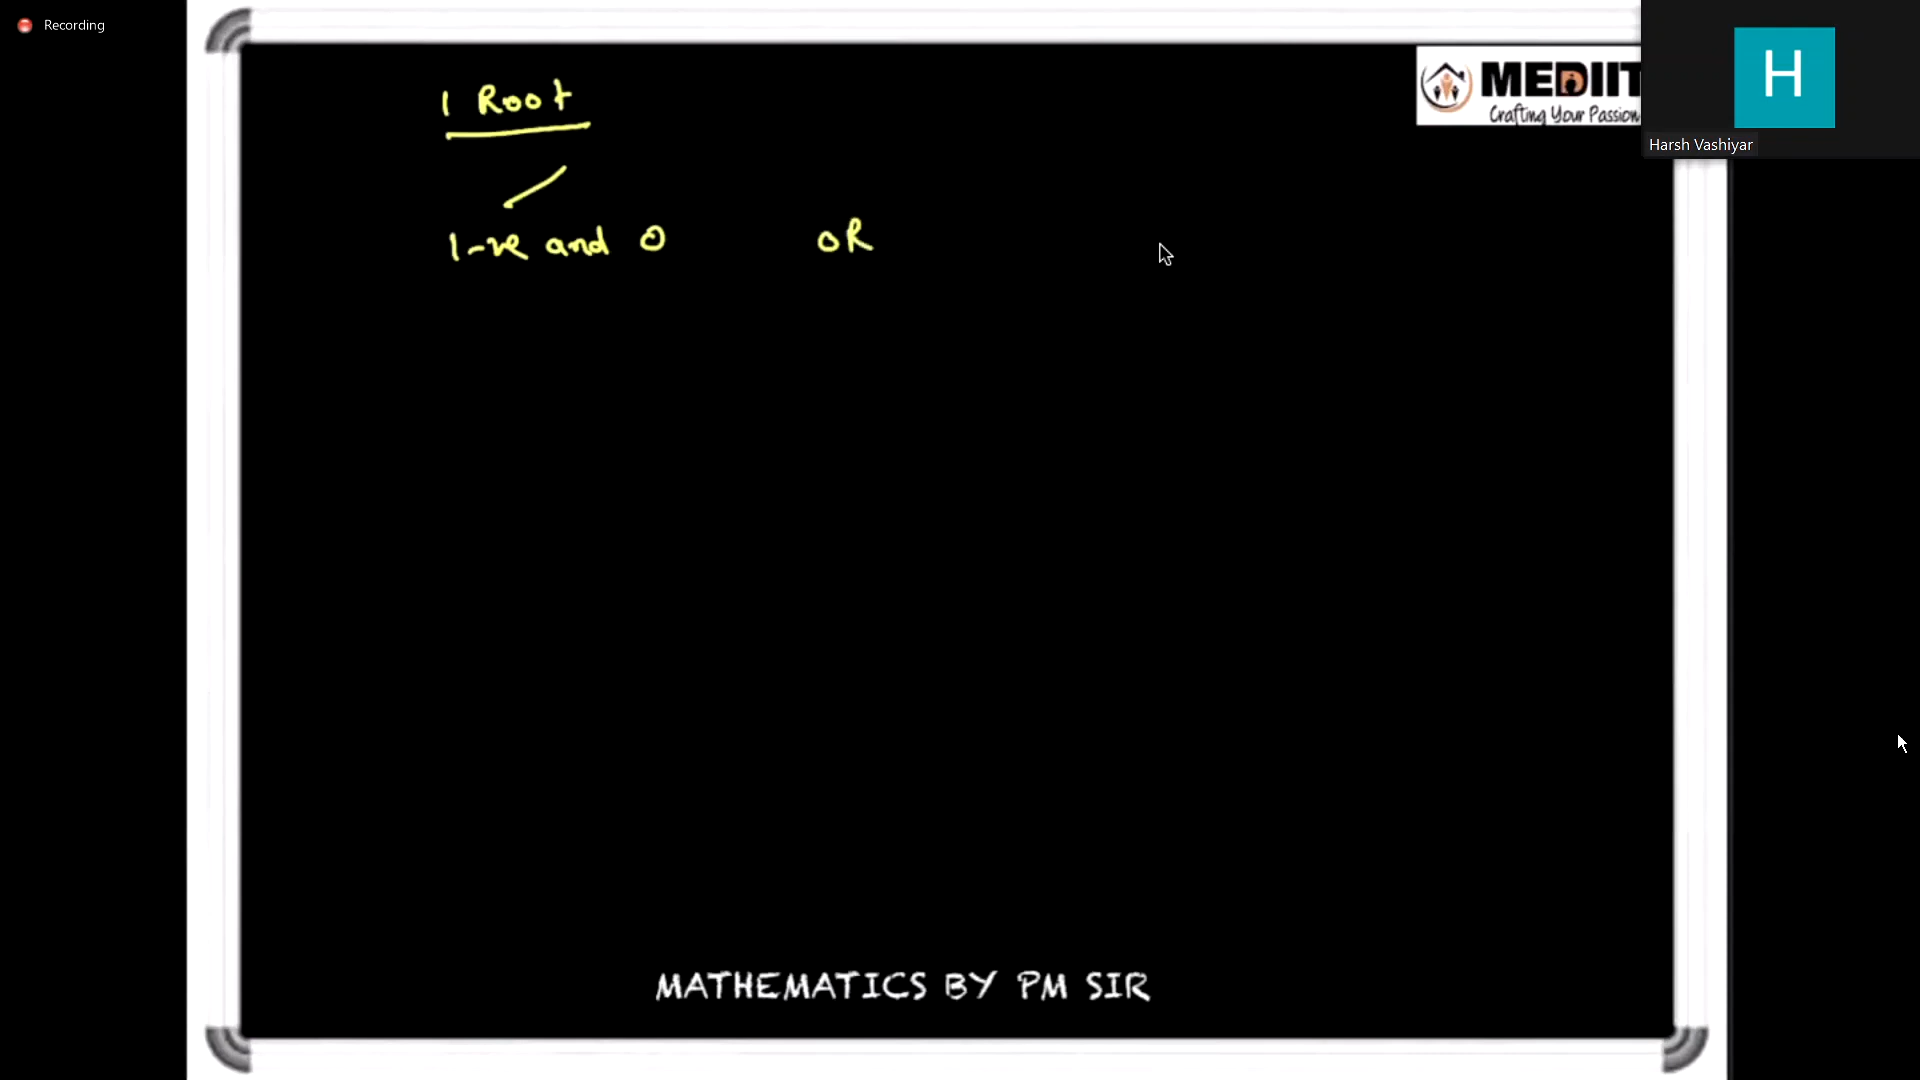 Recording
MEDIIT
Crafting Your Passion
H
Harsh Vashiyar
1 Root
1-ve and 0 OR
MATHEMATICS BY PM SIR